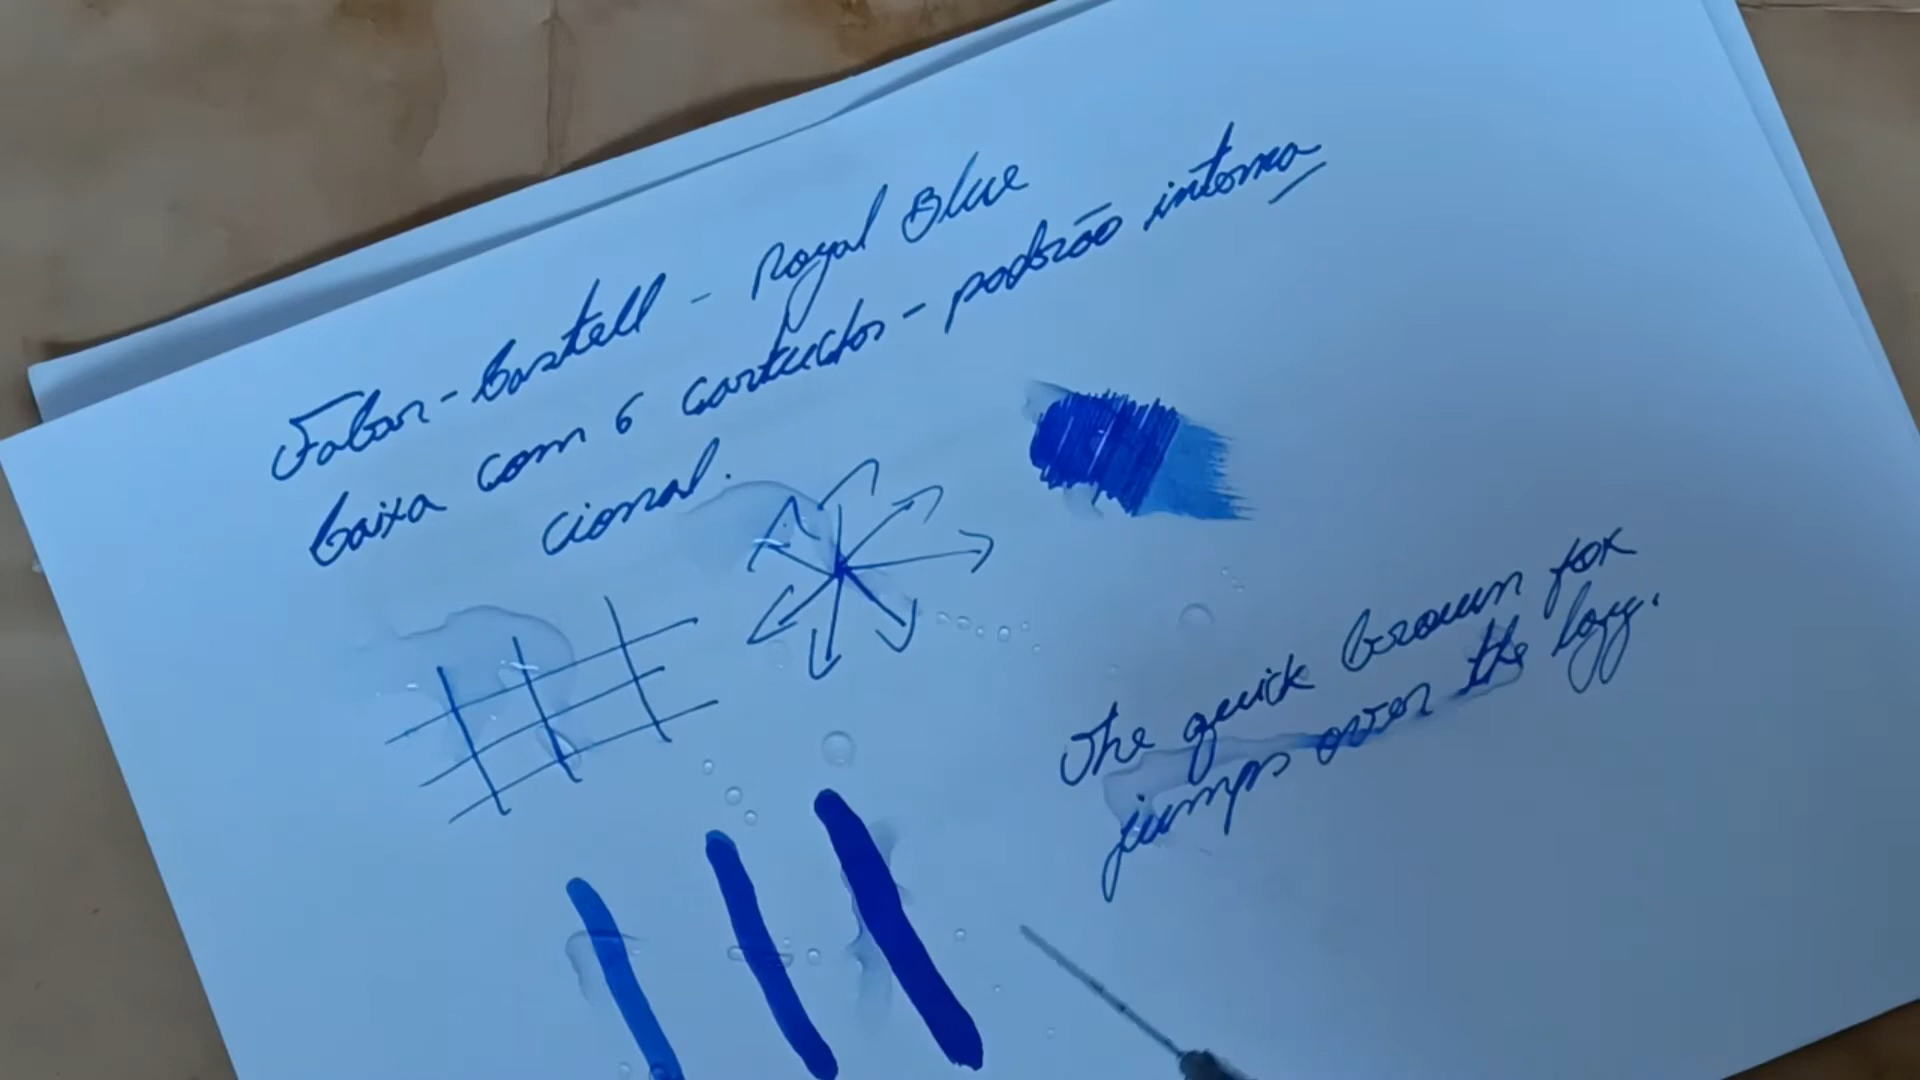 Faber-Castell - Royal Blue
Caixa com 6 cartuchos - padrão interna
cional.
The quick brown fox
jumps over the lazy.